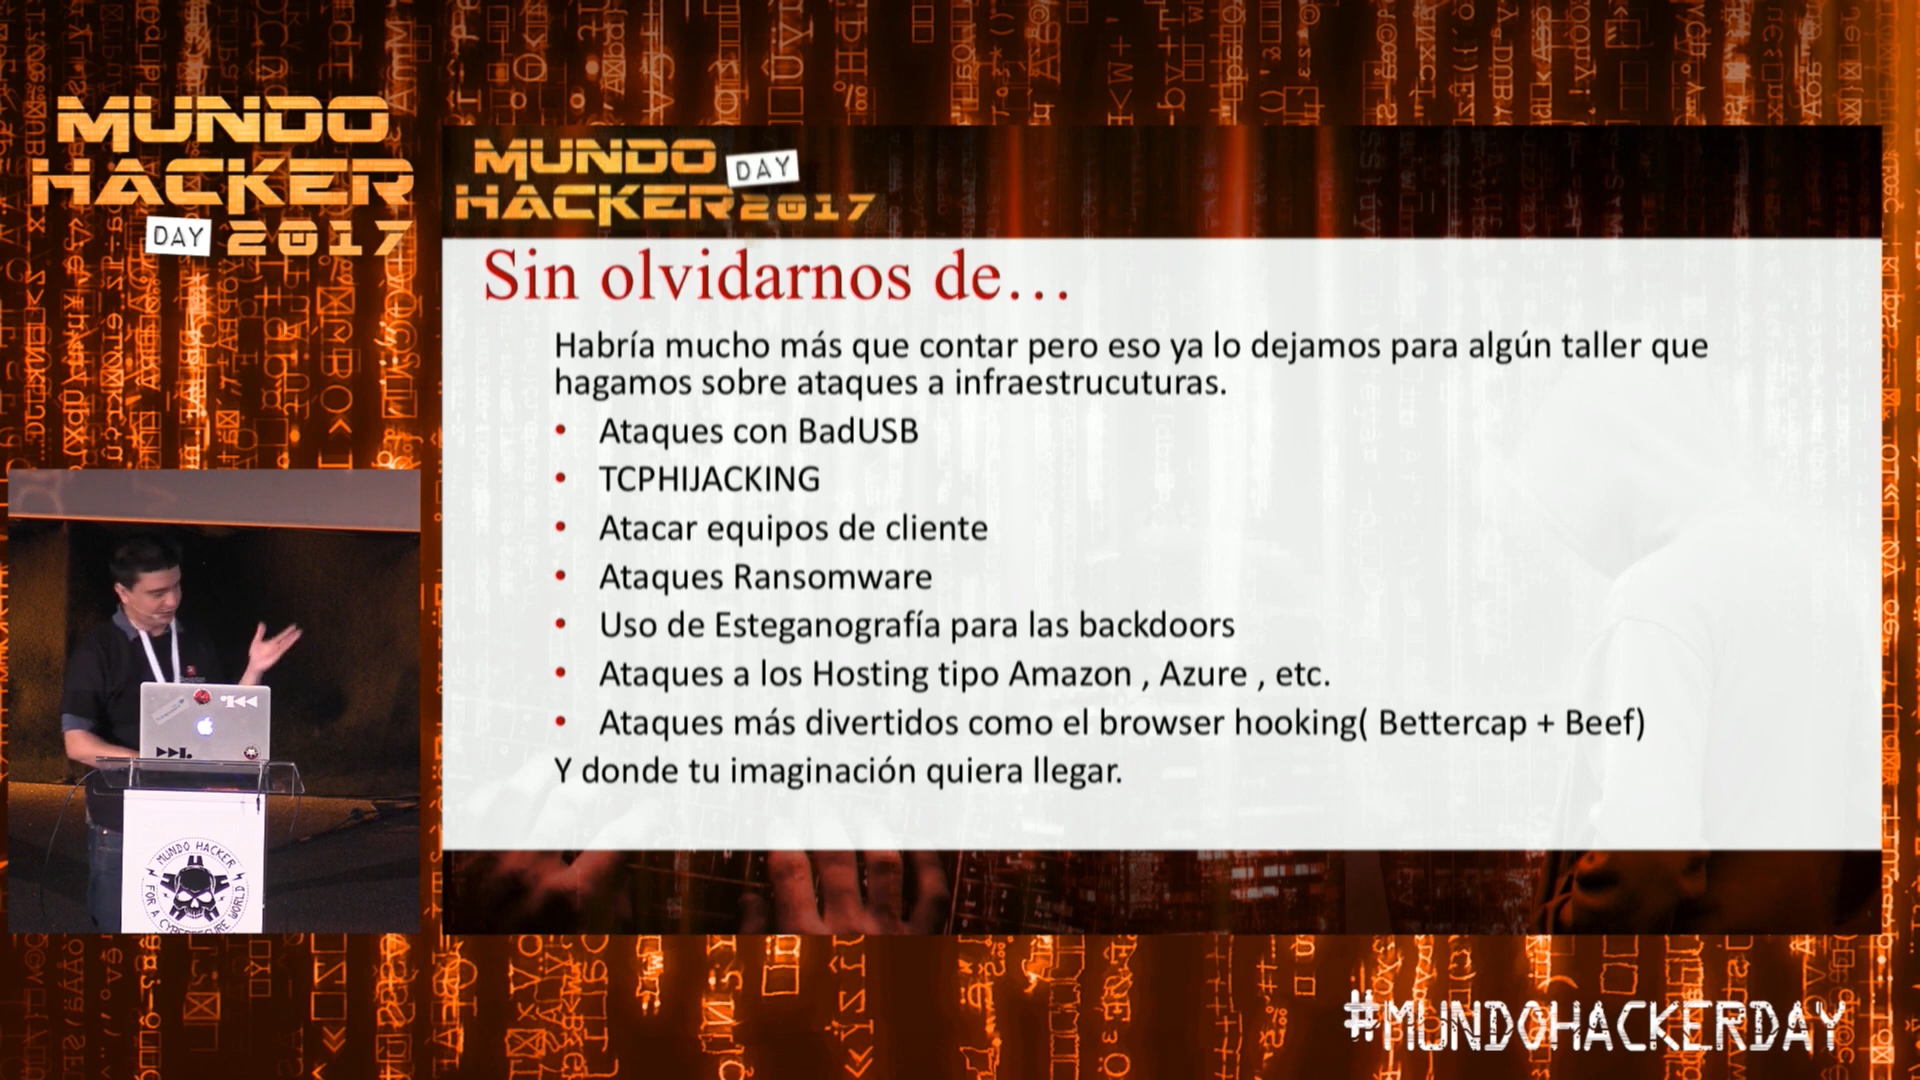 MUNDO
HACKER
DAY 2017
MUNDO DAY
HACKER 2017
Sin olvidarnos de...
Habría mucho más que contar pero eso ya lo dejamos para algún taller que
hagamos sobre ataques a infraestrucuturas.
• Ataques con BadUSB
• TCPHIJACKING
• Atacar equipos de cliente
• Ataques Ransomware
• Uso de Esteganografía para las backdoors
• Ataques a los Hosting tipo Amazon , Azure , etc.
• Ataques más divertidos como el browser hooking( Bettercap + Beef)
Y donde tu imaginación quiera llegar.
MUNDO HACKER
FOR A CYBERSECURE WORLD
#MUNDOHACKERDAY